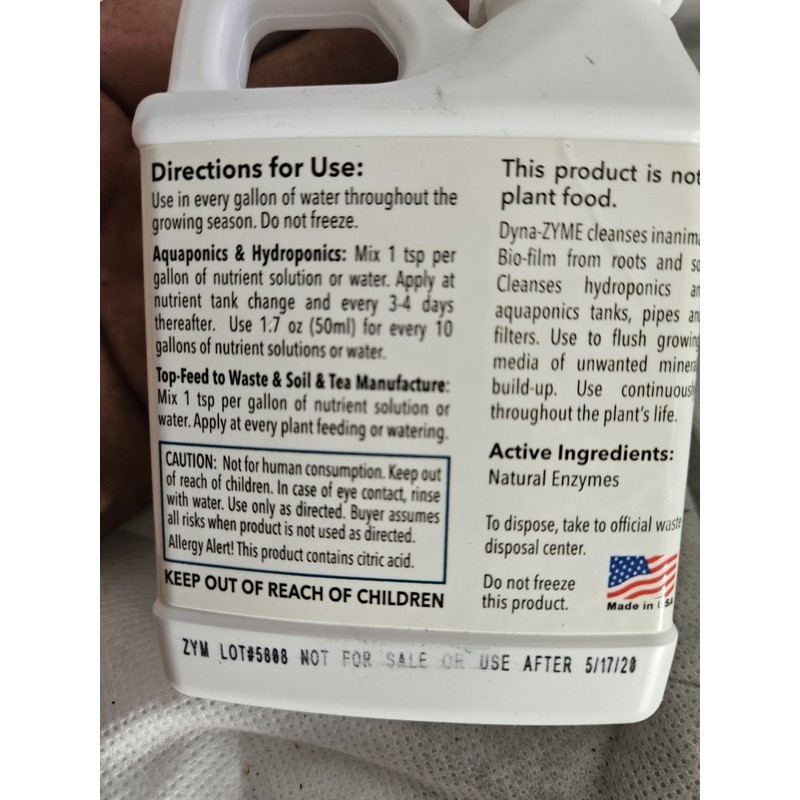 Directions for Use:
Use in every gallon of water throughout the
growing season. Do not freeze.
Aquaponics & Hydroponics: Mix 1 tsp per
gallon of nutrient solution or water. Apply at
nutrient tank change and every 3-4 days
thereafter. Use 1.7 oz (50ml) for every 10
gallons of nutrient solutions or water.
Top-Feed to Waste & Soil & Tea Manufacture:
Mix 1 tsp per gallon of nutrient solution or
water. Apply at every plant feeding or watering.
CAUTION: Not for human consumption. Keep out
of reach of children. In case of eye contact, rinse
with water. Use only as directed. Buyer assumes
all risks when product is not used as directed.
Allergy Alert! This product contains citric acid.
KEEP OUT OF REACH OF CHILDREN
This product is not
plant food.
Dyna-ZYME cleanses
Bio-film from roots and
Cleanses hydroponics
aquaponics tanks, pipes
filters. Use to flush growing
media of unwanted
build-up. Use
throughout the plant's life.
Active Ingredients:
Natural Enzymes
To dispose, take to official waste
disposal center.
Do not freeze
this product.
Made in USA
ZYM LOT#5808 NOT FOR SALE OR USE AFTER 5/17/20